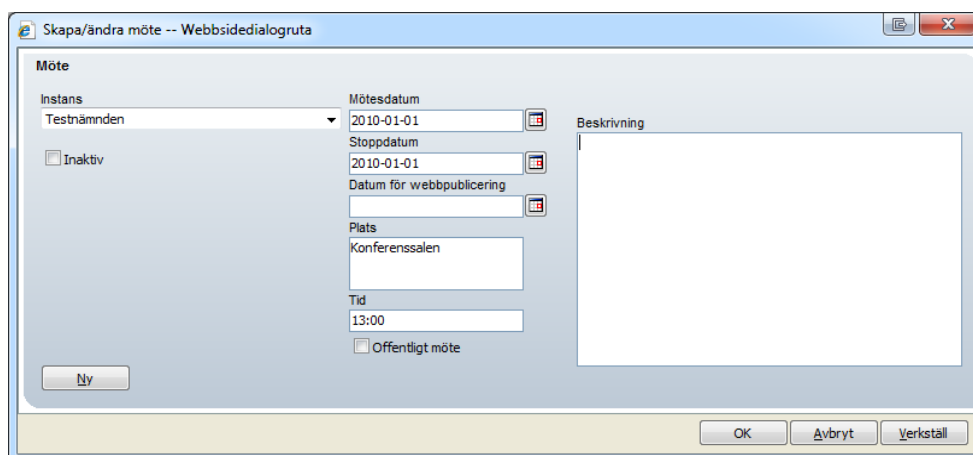 Skapa/ändra möte -- Webbsidedialogruta
Möte
Instans
Testnämnden
Inaktiv
Mötesdatum
2010-01-01
Stoppdatum
2010-01-01
Datum för webbpublicering
Plats
Konferenssalen
Tid
13:00
Offentligt möte
Beskrivning
Ny
OK
Avbryt
Verkställ